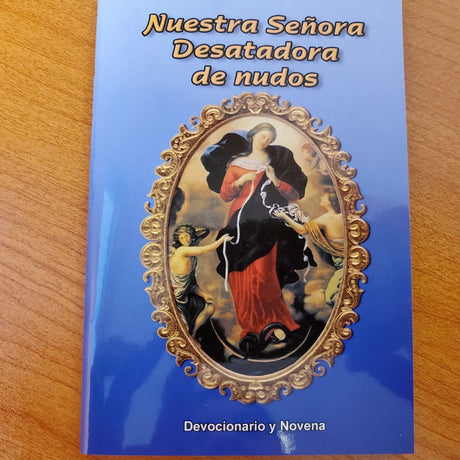 Nuestra Señora
Desatadora
de nudos
Devocionario y Novena